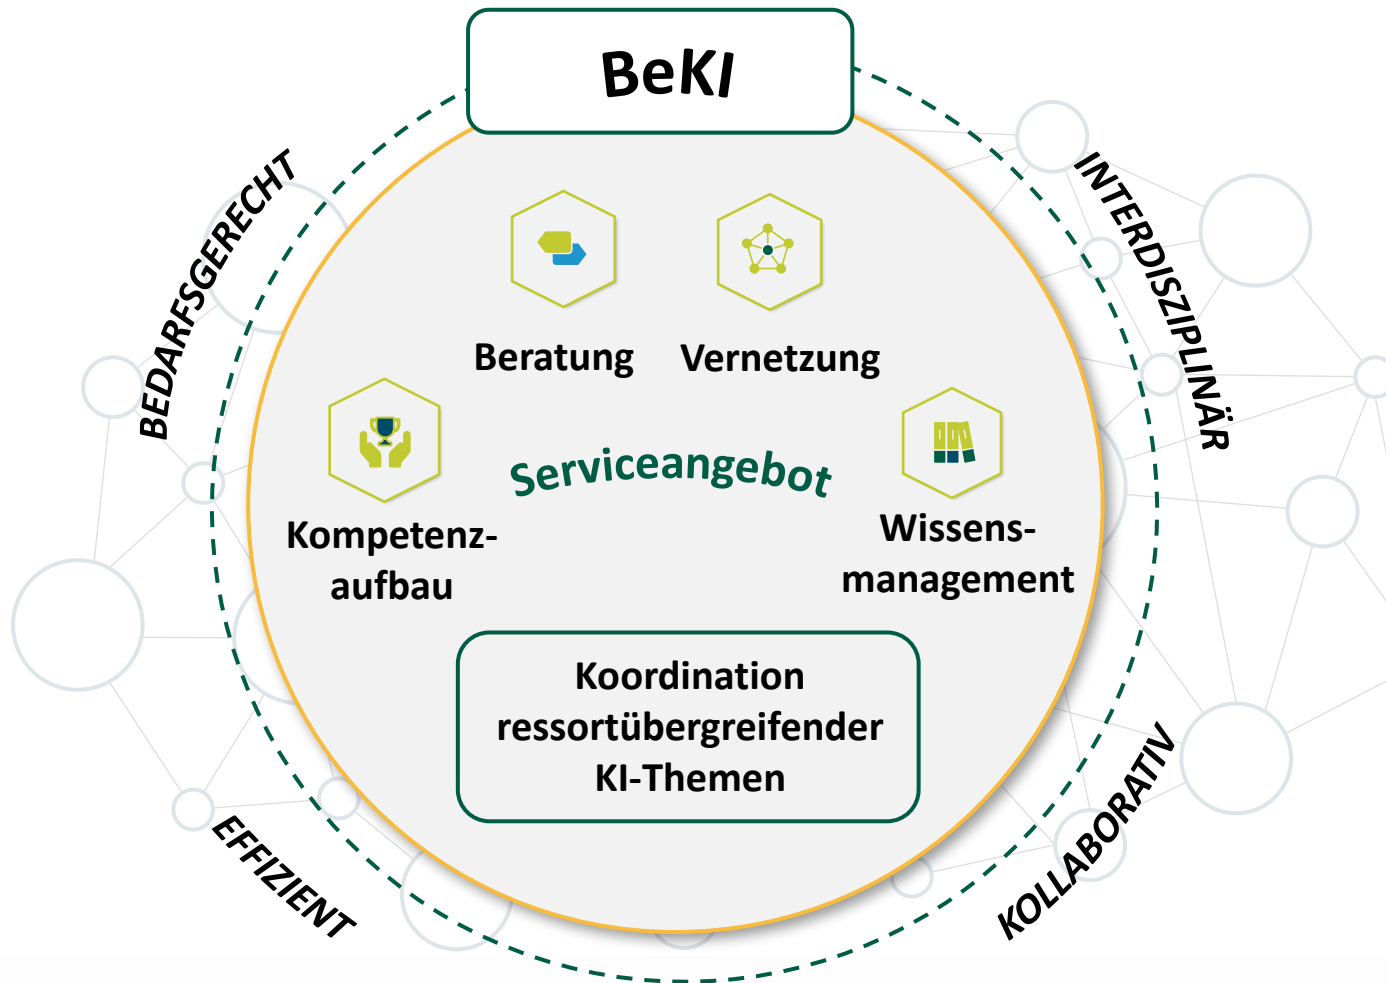 BeKI
BEDARFSGERECHT
INTERDISZIPLINÄR
Beratung
Vernetzung
Serviceangebot
Kompetenz-
aufbau
Wissens-
management
Koordination
ressortübergreifender
KI-Themen
EFFIZIENT
KOLLABORATIV